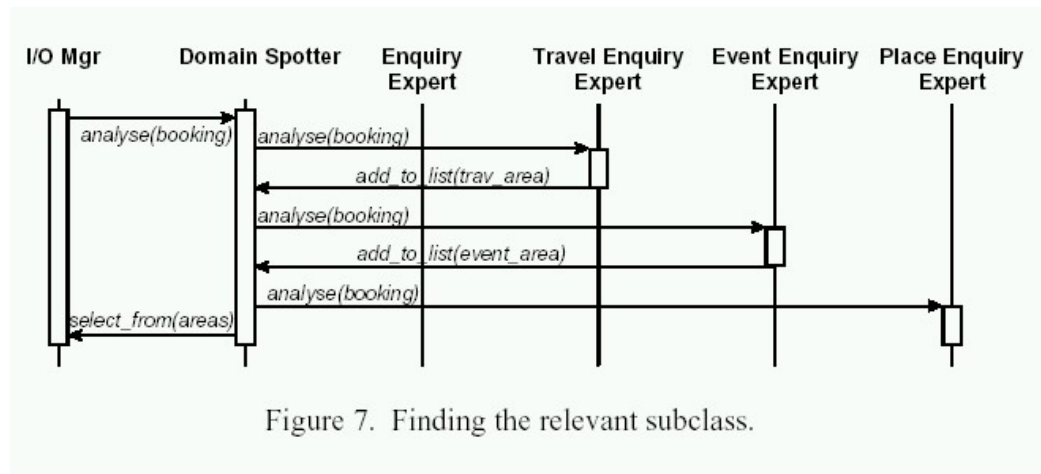 I/O Mgr
Domain Spotter
Enquiry
Expert
Travel Enquiry
Expert
Event Enquiry
Expert
Place Enquiry
Expert
analyse(booking)
analyse(booking)
add_to_list(trav_area)
analyse(booking)
add_to_list(event_area)
analyse(booking)
select_from(areas)
Figure 7. Finding the relevant subclass.